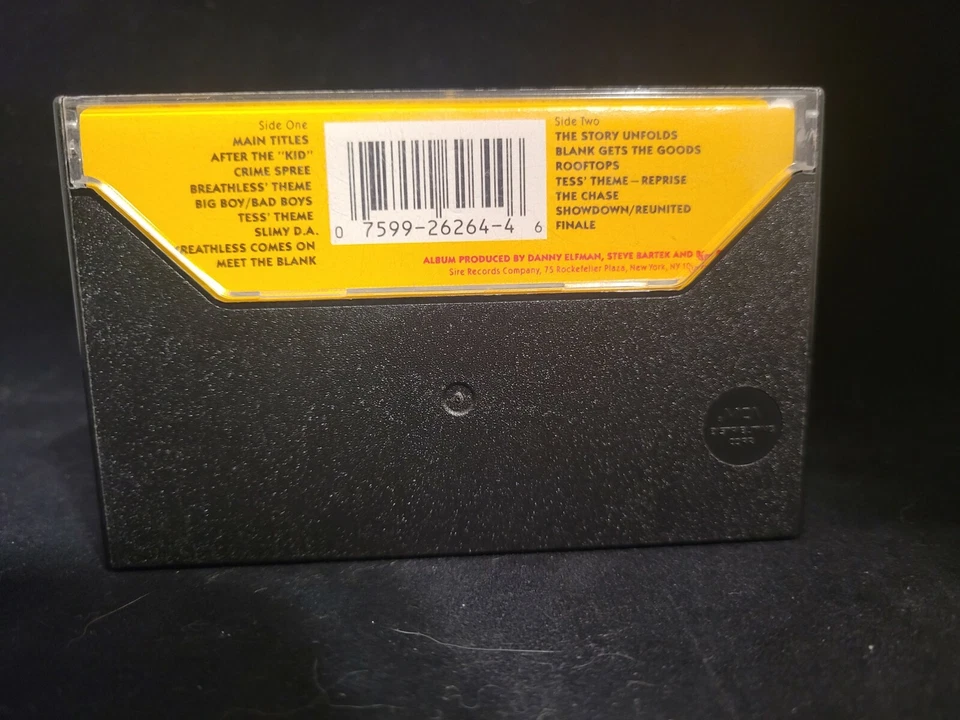 Side One
MAIN TITLES
AFTER THE "KID"
CRIME SPREE
BREATHLESS' THEME
BIG BOY/BAD BOYS
TESS' THEME
SLIMY D.A.
REATHLESS COMES ON
MEET THE BLANK
0 7599-26264-4 6
Side Two
THE STORY UNFOLDS
BLANK GETS THE GOODS
ROOFTOPS
TESS' THEME—REPRISE
THE CHASE
SHOWDOWN/REUNITED
FINALE
ALBUM PRODUCED BY DANNY ELFMAN, STEVE BARTEK AND
Sire Records Company, 75 Rockefeller Plaza, New York, NY